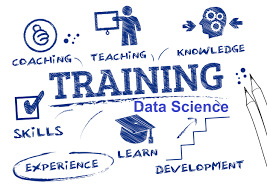 COACHING TEACHING KNOWLEDGE
TRAINING
Data Science
SKILLS
LEARN
EXPERIENCE
DEVELOPMENT